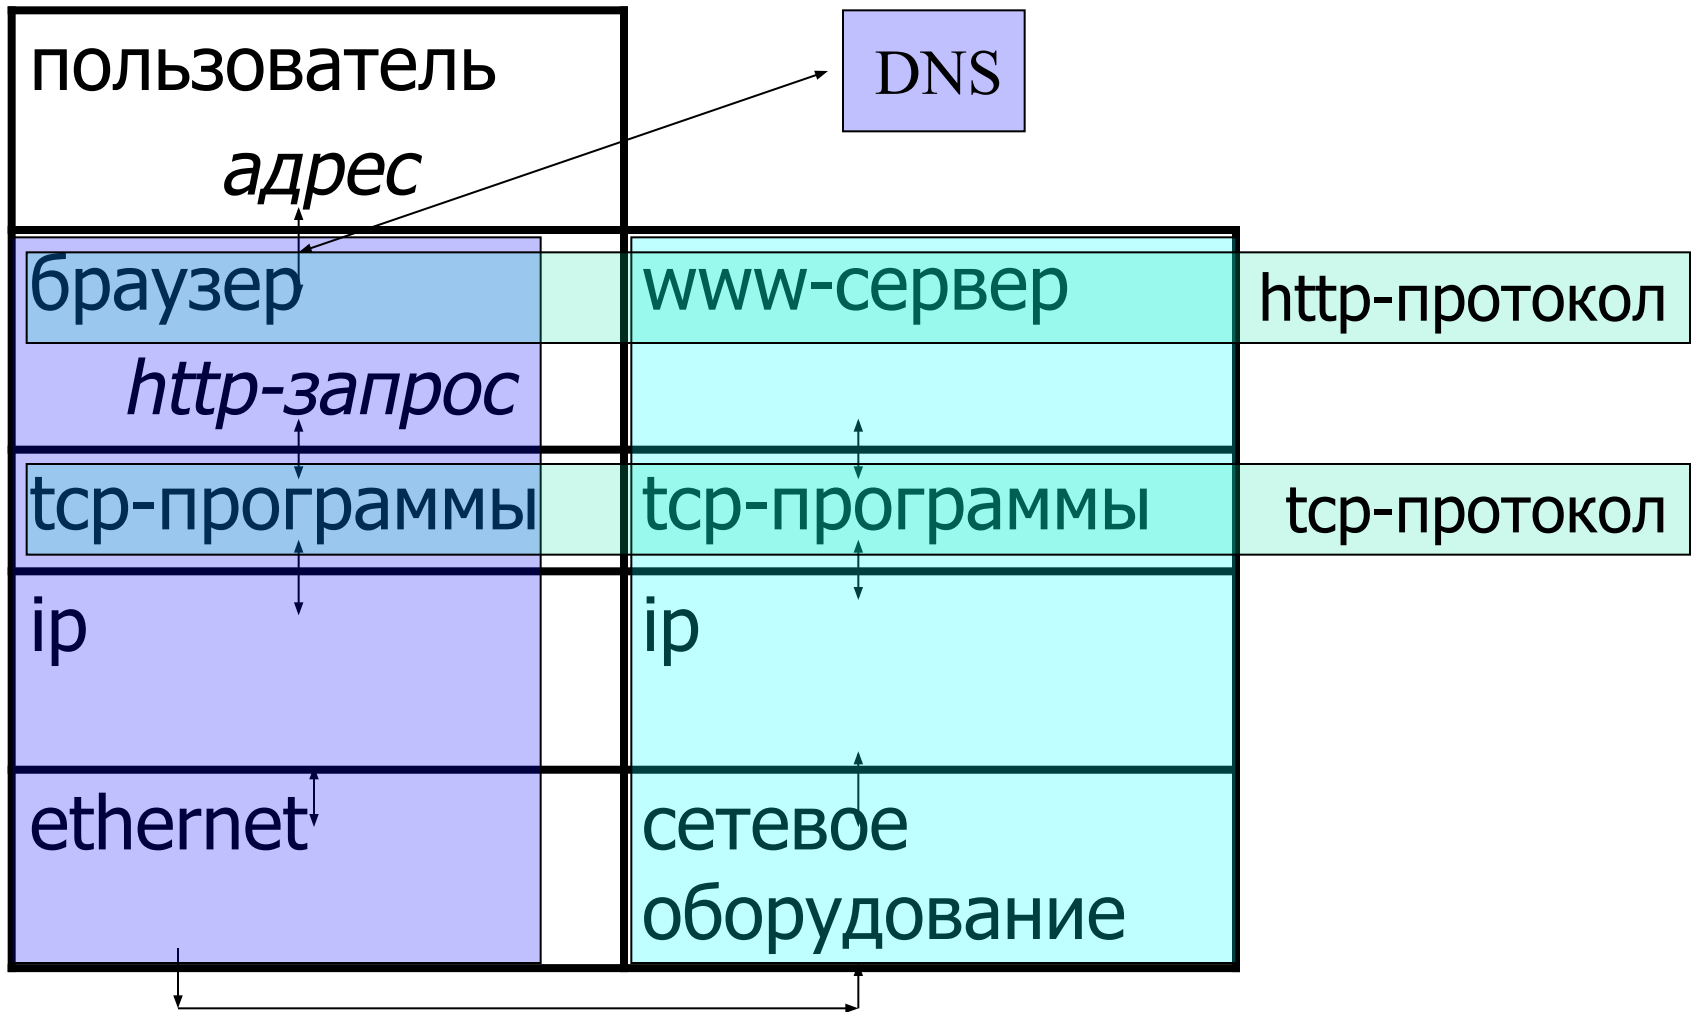 пользователь
адрес
DNS
браузер
www-сервер
http-протокол
http-запрос
tcp-программы
tcp-программы
tcp-протокол
ip
ip
ethernet
сетевое
оборудование